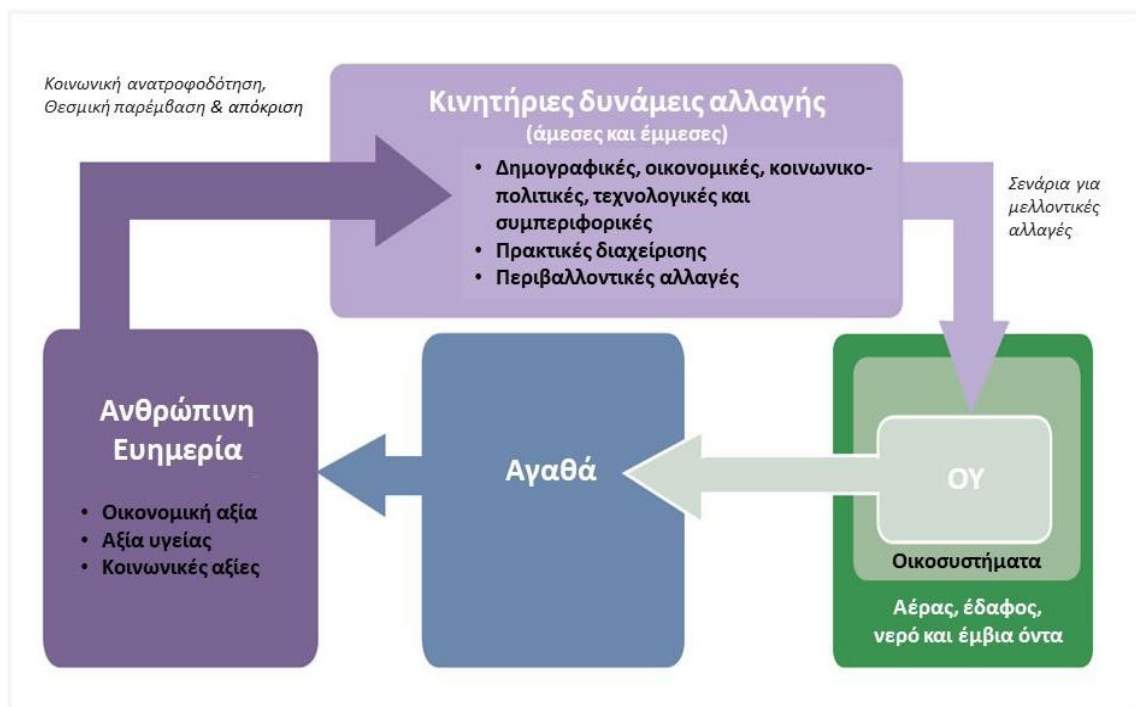 Κοινωνική ανατροφοδότηση,
Θεσμική παρέμβαση & απόκριση
Κινητήριες δυνάμεις αλλαγής
(άμεσες και έμμεσες)
• Δημογραφικές, οικονομικές, κοινωνικο-
πολιτικές, τεχνολογικές και
συμπεριφορικές
• Πρακτικές διαχείρισης
• Περιβαλλοντικές αλλαγές
Σενάρια για
μελλοντικές
αλλαγές
Ανθρώπινη
Ευημερία
• Οικονομική αξία
• Αξία υγείας
• Κοινωνικές αξίες
Αγαθά
ΟΥ
Οικοσυστήματα
Αέρας, έδαφος,
νερό και έμβια όντα